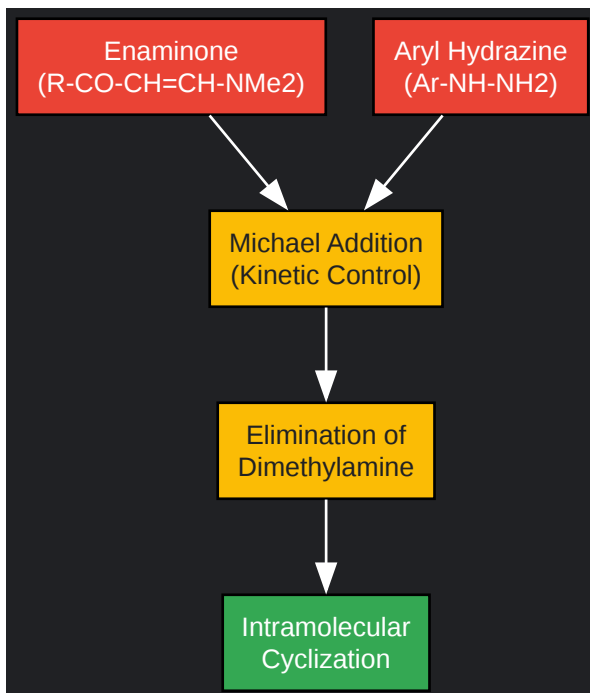 Enaminone
(R-CO-CH=CH-NMe2)
Aryl Hydrazine
(Ar-NH-NH2)
Michael Addition
(Kinetic Control)
Elimination of
Dimethylamine
Intramolecular
Cyclization